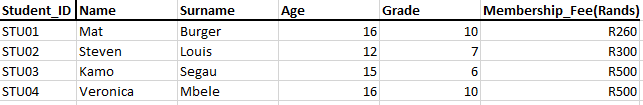 Student_ID Name Surname Age Grade Membership_Fee(Rands)
STU01 Mat Burger 16 10 R260
STU02 Steven Louis 12 7 R300
STU03 Kamo Segau 15 6 R500
STU04 Veronica Mbele 16 10 R500